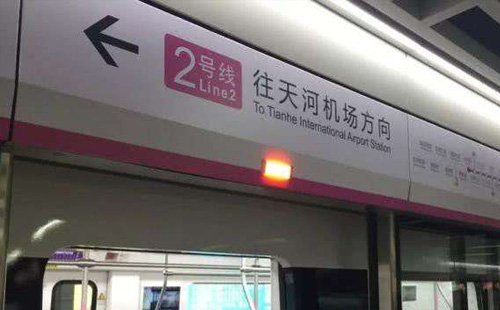 2号线
Line2
往天河机场方向
To Tianhe International Airport Station